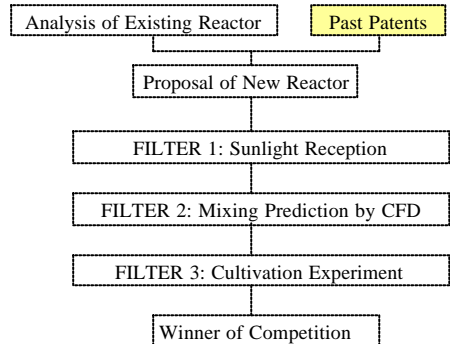 Analysis of Existing Reactor
Past Patents
Proposal of New Reactor
FILTER 1: Sunlight Reception
FILTER 2: Mixing Prediction by CFD
FILTER 3: Cultivation Experiment
Winner of Competition